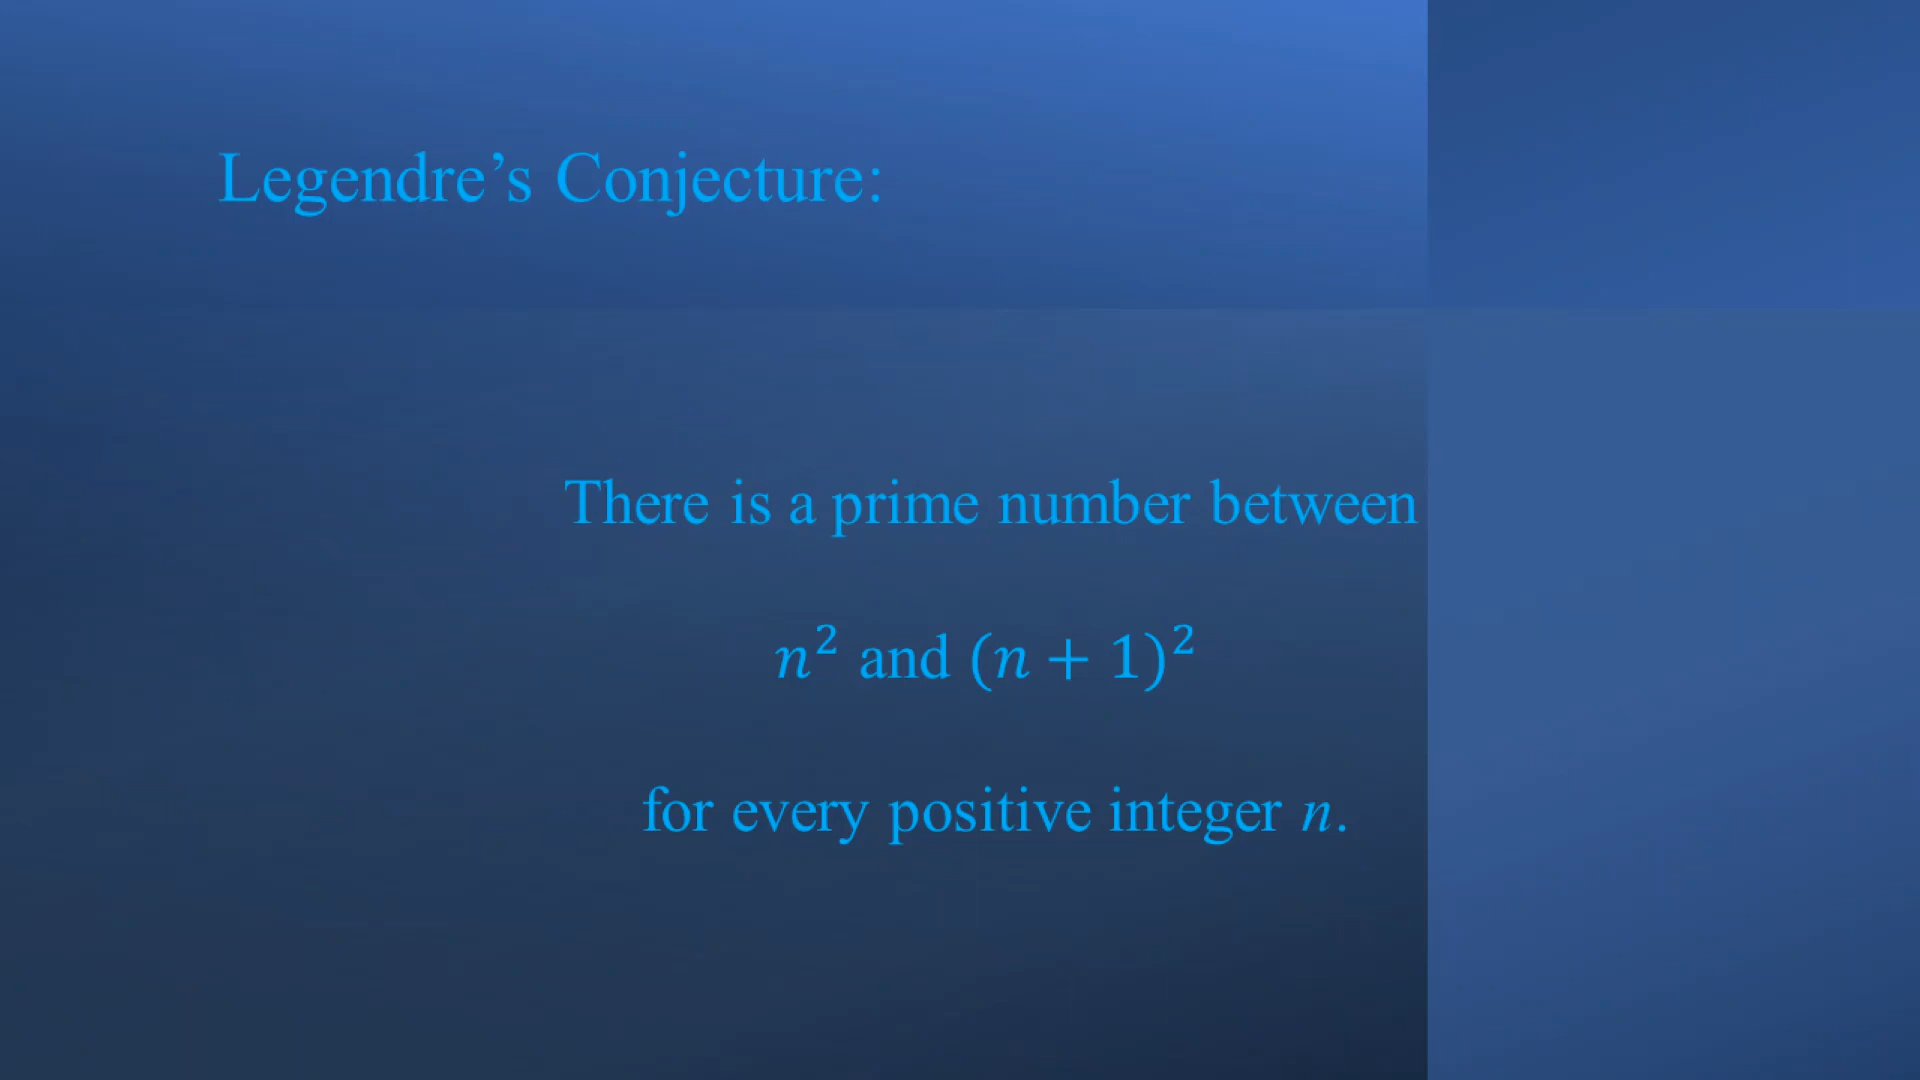 Legendre’s Conjecture:
There is a prime number between
n² and (n + 1)²
for every positive integer n.